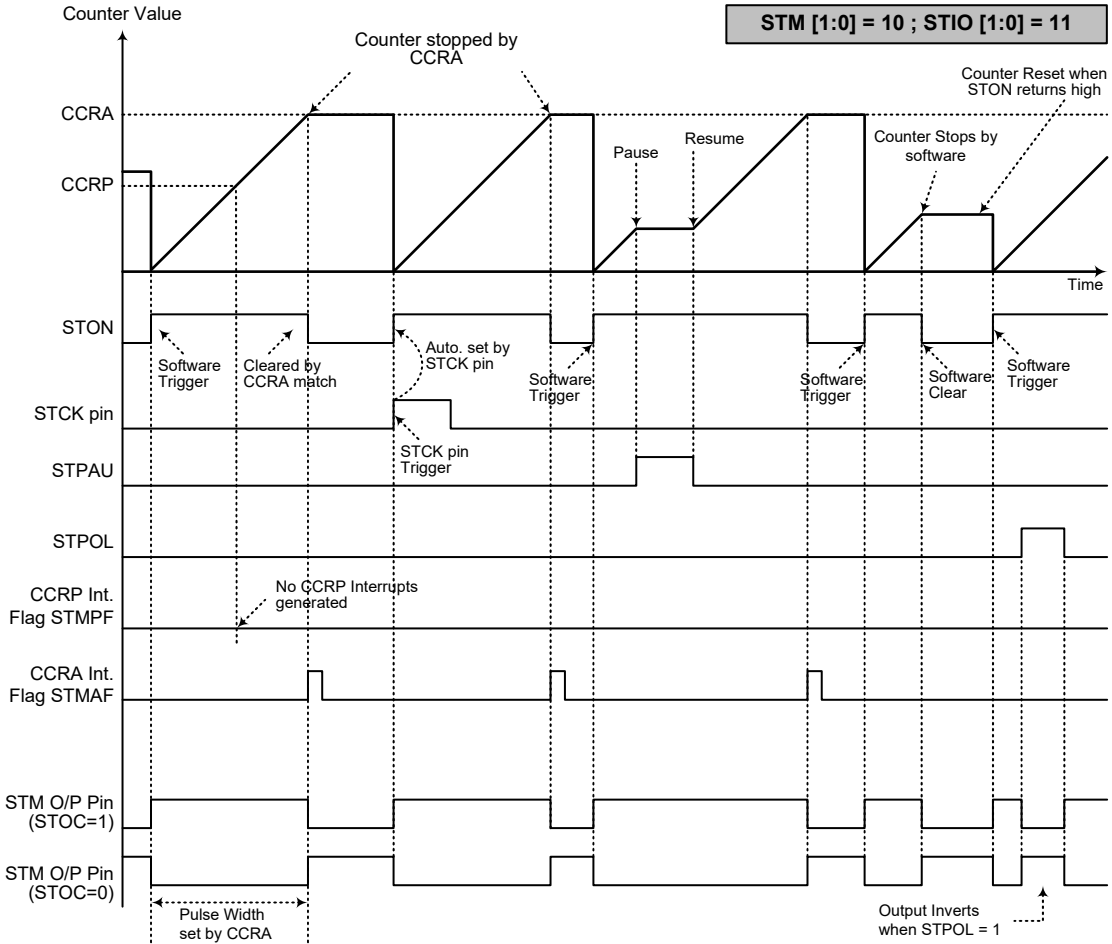 Counter Value
STM [1:0] = 10 ; STIO [1:0] = 11
Counter stopped by
CCRA
Counter Reset when
STON returns high
CCRA
Pause
Resume
Counter Stops by
software
CCRP
Time
STON
Software
Trigger
Cleared by
CCRA match
Auto. set by
STCK pin
Software
Trigger
Software
Trigger
Software
Clear
Software
Trigger
STCK pin
STCK pin
Trigger
STPAU
STPOL
CCRP Int.
Flag STMPF
No CCRP Interrupts
generated
CCRA Int.
Flag STMAF
STM O/P Pin
(STOC=1)
STM O/P Pin
(STOC=0)
Pulse Width
set by CCRA
Output Inverts
when STPOL = 1